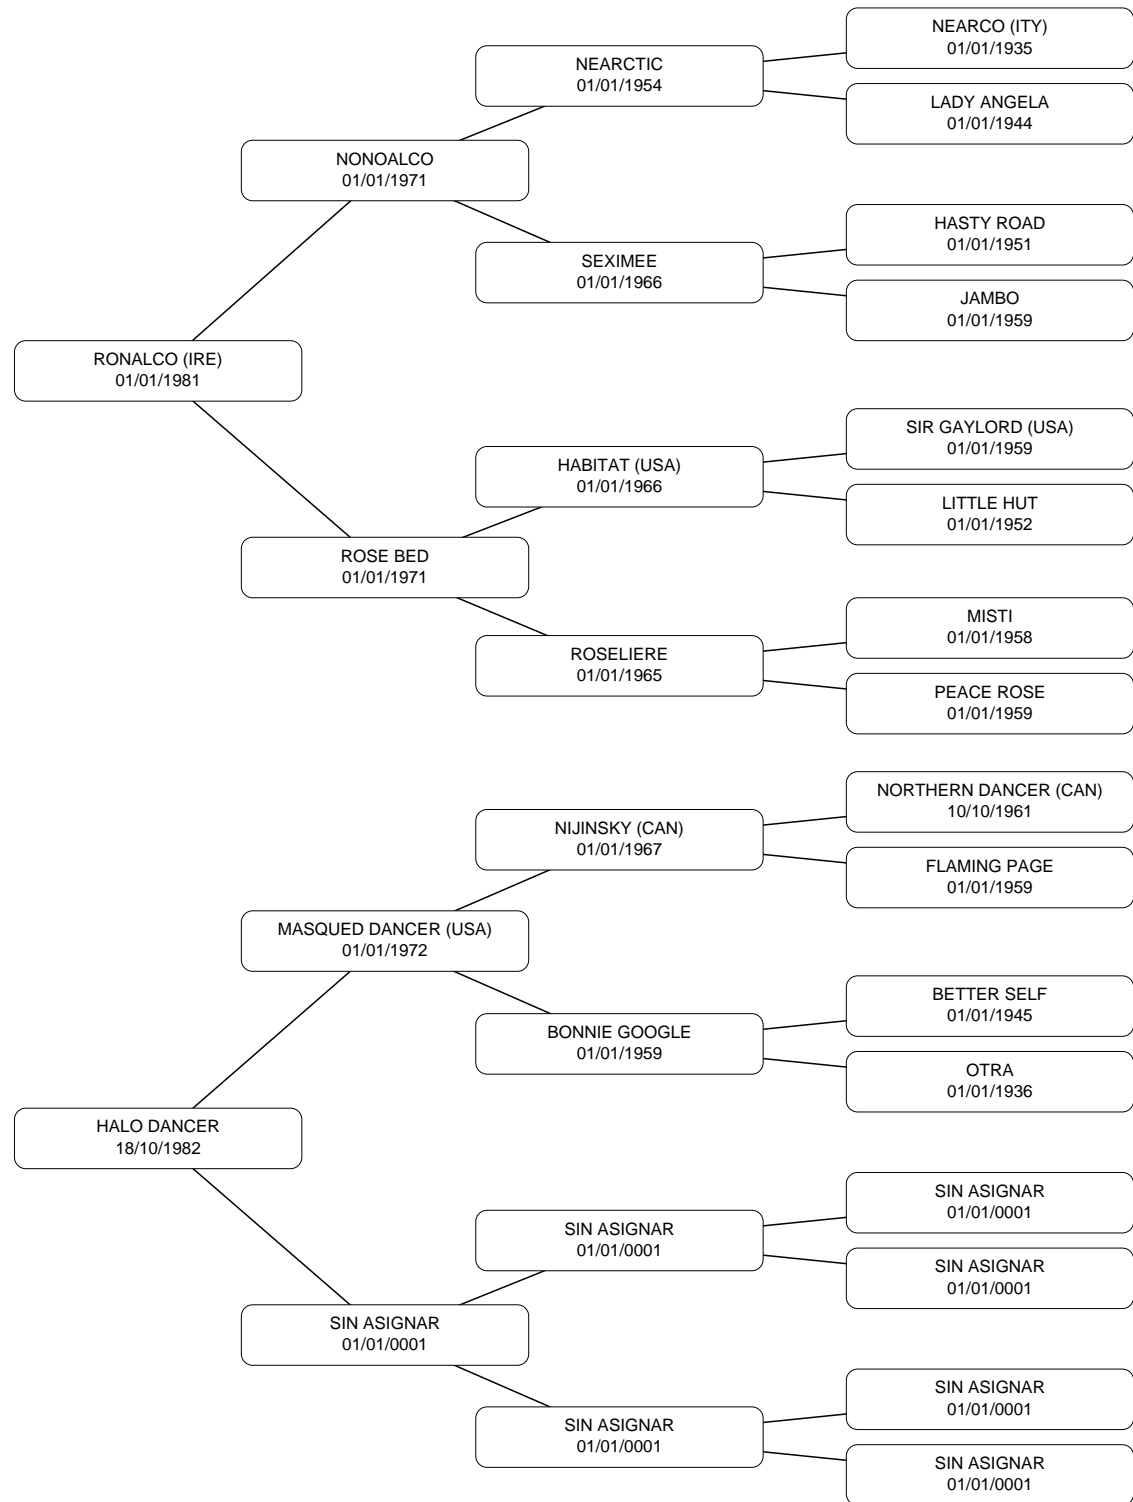 NEARCO (ITY)
01/01/1935
NEARCTIC
01/01/1954
LADY ANGELA
01/01/1944
NONOALCO
01/01/1971
HASTY ROAD
01/01/1951
SEXIMEE
01/01/1966
JAMBO
01/01/1959
RONALCO (IRE)
01/01/1981
SIR GAYLORD (USA)
01/01/1959
HABITAT (USA)
01/01/1966
LITTLE HUT
01/01/1952
ROSE BED
01/01/1971
MISTI
01/01/1958
ROSELIERE
01/01/1965
PEACE ROSE
01/01/1959
NORTHERN DANCER (CAN)
10/10/1961
NIJINSKY (CAN)
01/01/1967
FLAMING PAGE
01/01/1959
MASQUED DANCER (USA)
01/01/1972
BETTER SELF
01/01/1945
BONNIE GOOGLE
01/01/1959
OTRA
01/01/1936
HALO DANCER
18/10/1982
SIN ASIGNAR
01/01/0001
SIN ASIGNAR
01/01/0001
SIN ASIGNAR
01/01/0001
SIN ASIGNAR
01/01/0001
SIN ASIGNAR
01/01/0001
SIN ASIGNAR
01/01/0001
SIN ASIGNAR
01/01/0001